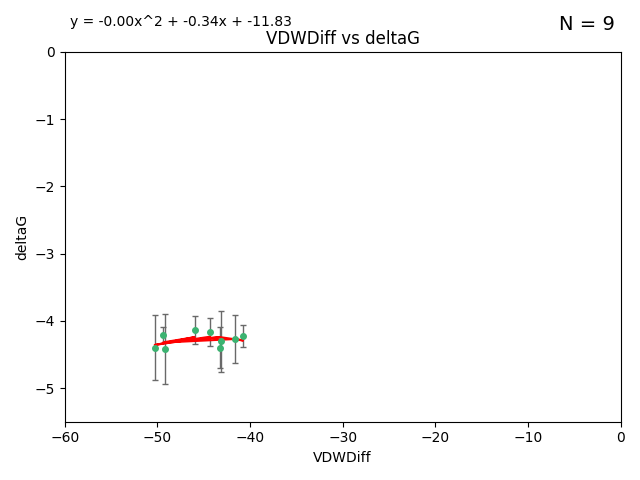 y = -0.00x^2 + -0.34x + -11.83
N = 9
VDWDiff vs deltaG
0
−1
−2
−3
−4
−5
deltaG
−60
−50
−40
−30
−20
−10
0
VDWDiff